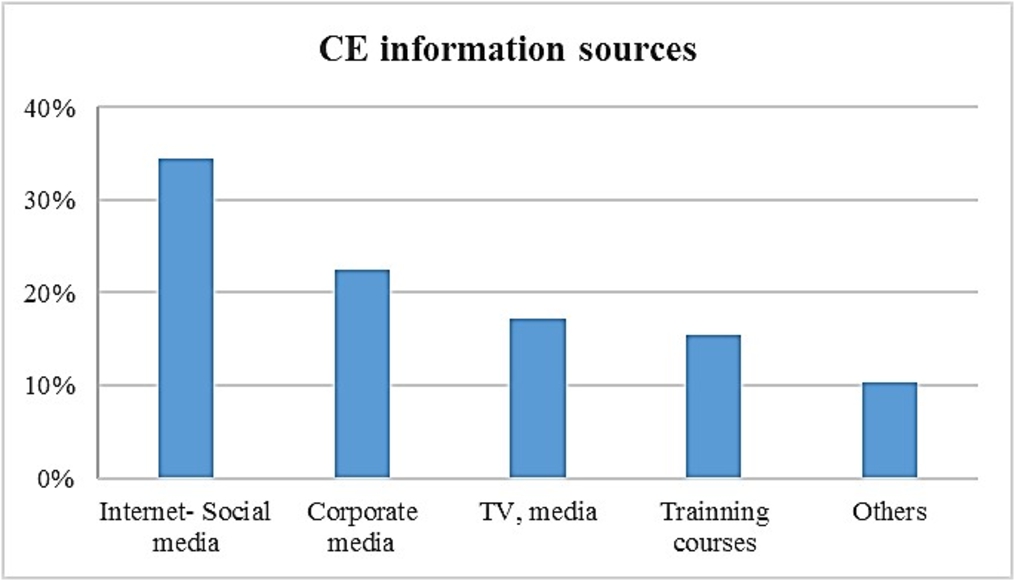 CE information sources
40%
30%
20%
10%
0%
Internet- Social
media
Corporate
media
TV, media
Trainning
courses
Others